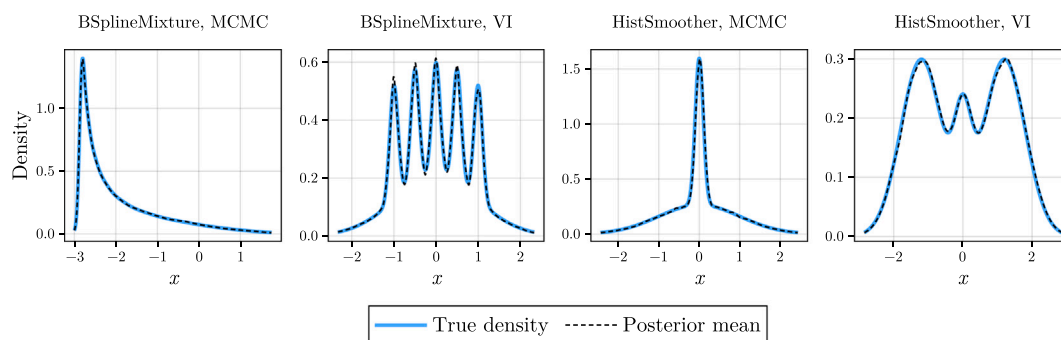 BSplineMixture, MCMC
BSplineMixture, VI
HistSmoother, MCMC
HistSmoother, VI
Density
1.0
0.5
0.0
−3 −2 −1 0 1
x
0.6
0.4
0.2
0.0
−2 −1 0 1 2
x
1.5
1.0
0.5
0.0
−2 −1 0 1 2
x
0.3
0.2
0.1
0.0
−2 0 2
x
True density
Posterior mean